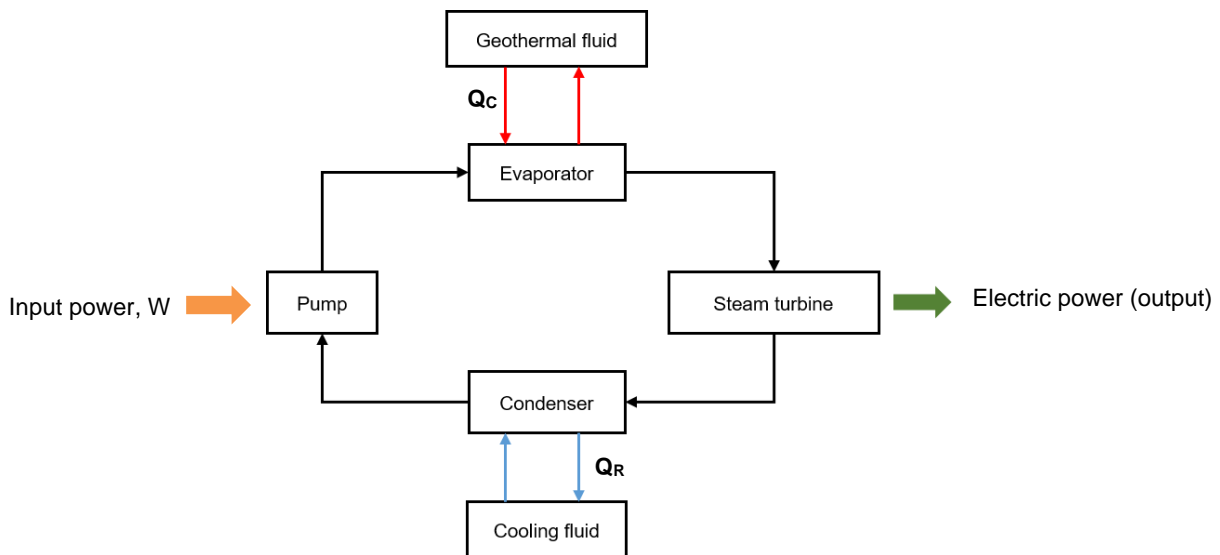 Geothermal fluid
QC
Evaporator
Input power, W
Pump
Steam turbine
Electric power (output)
Condenser
QR
Cooling fluid